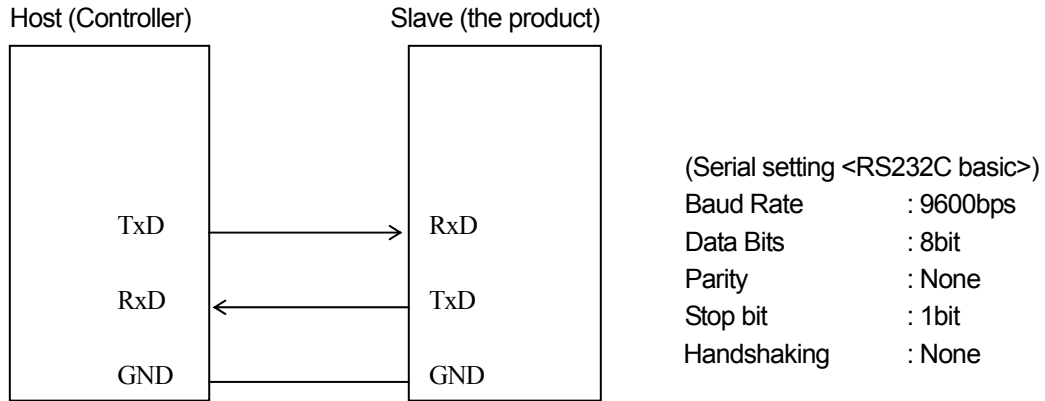 Host (Controller) Slave (the product)
TxD RxD
RxD TxD
GND GND
(Serial setting <RS232C basic>)
Baud Rate : 9600bps
Data Bits : 8bit
Parity : None
Stop bit : 1bit
Handshaking : None